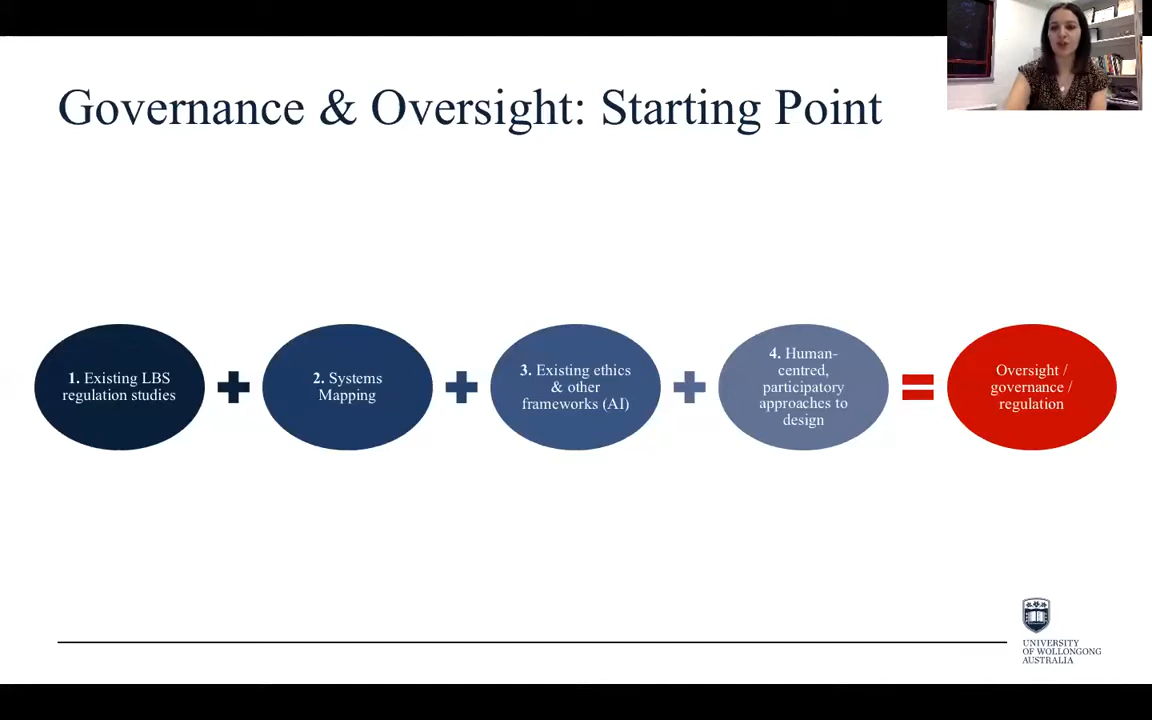 Governance & Oversight: Starting Point
1. Existing LBS
regulation studies
2. Systems
Mapping
3. Existing ethics
& other
frameworks (AI)
4. Human-
centred,
participatory
approaches to
design
Oversight /
governance /
regulation
UNIVERSITY
OF WOLLONGONG
AUSTRALIA